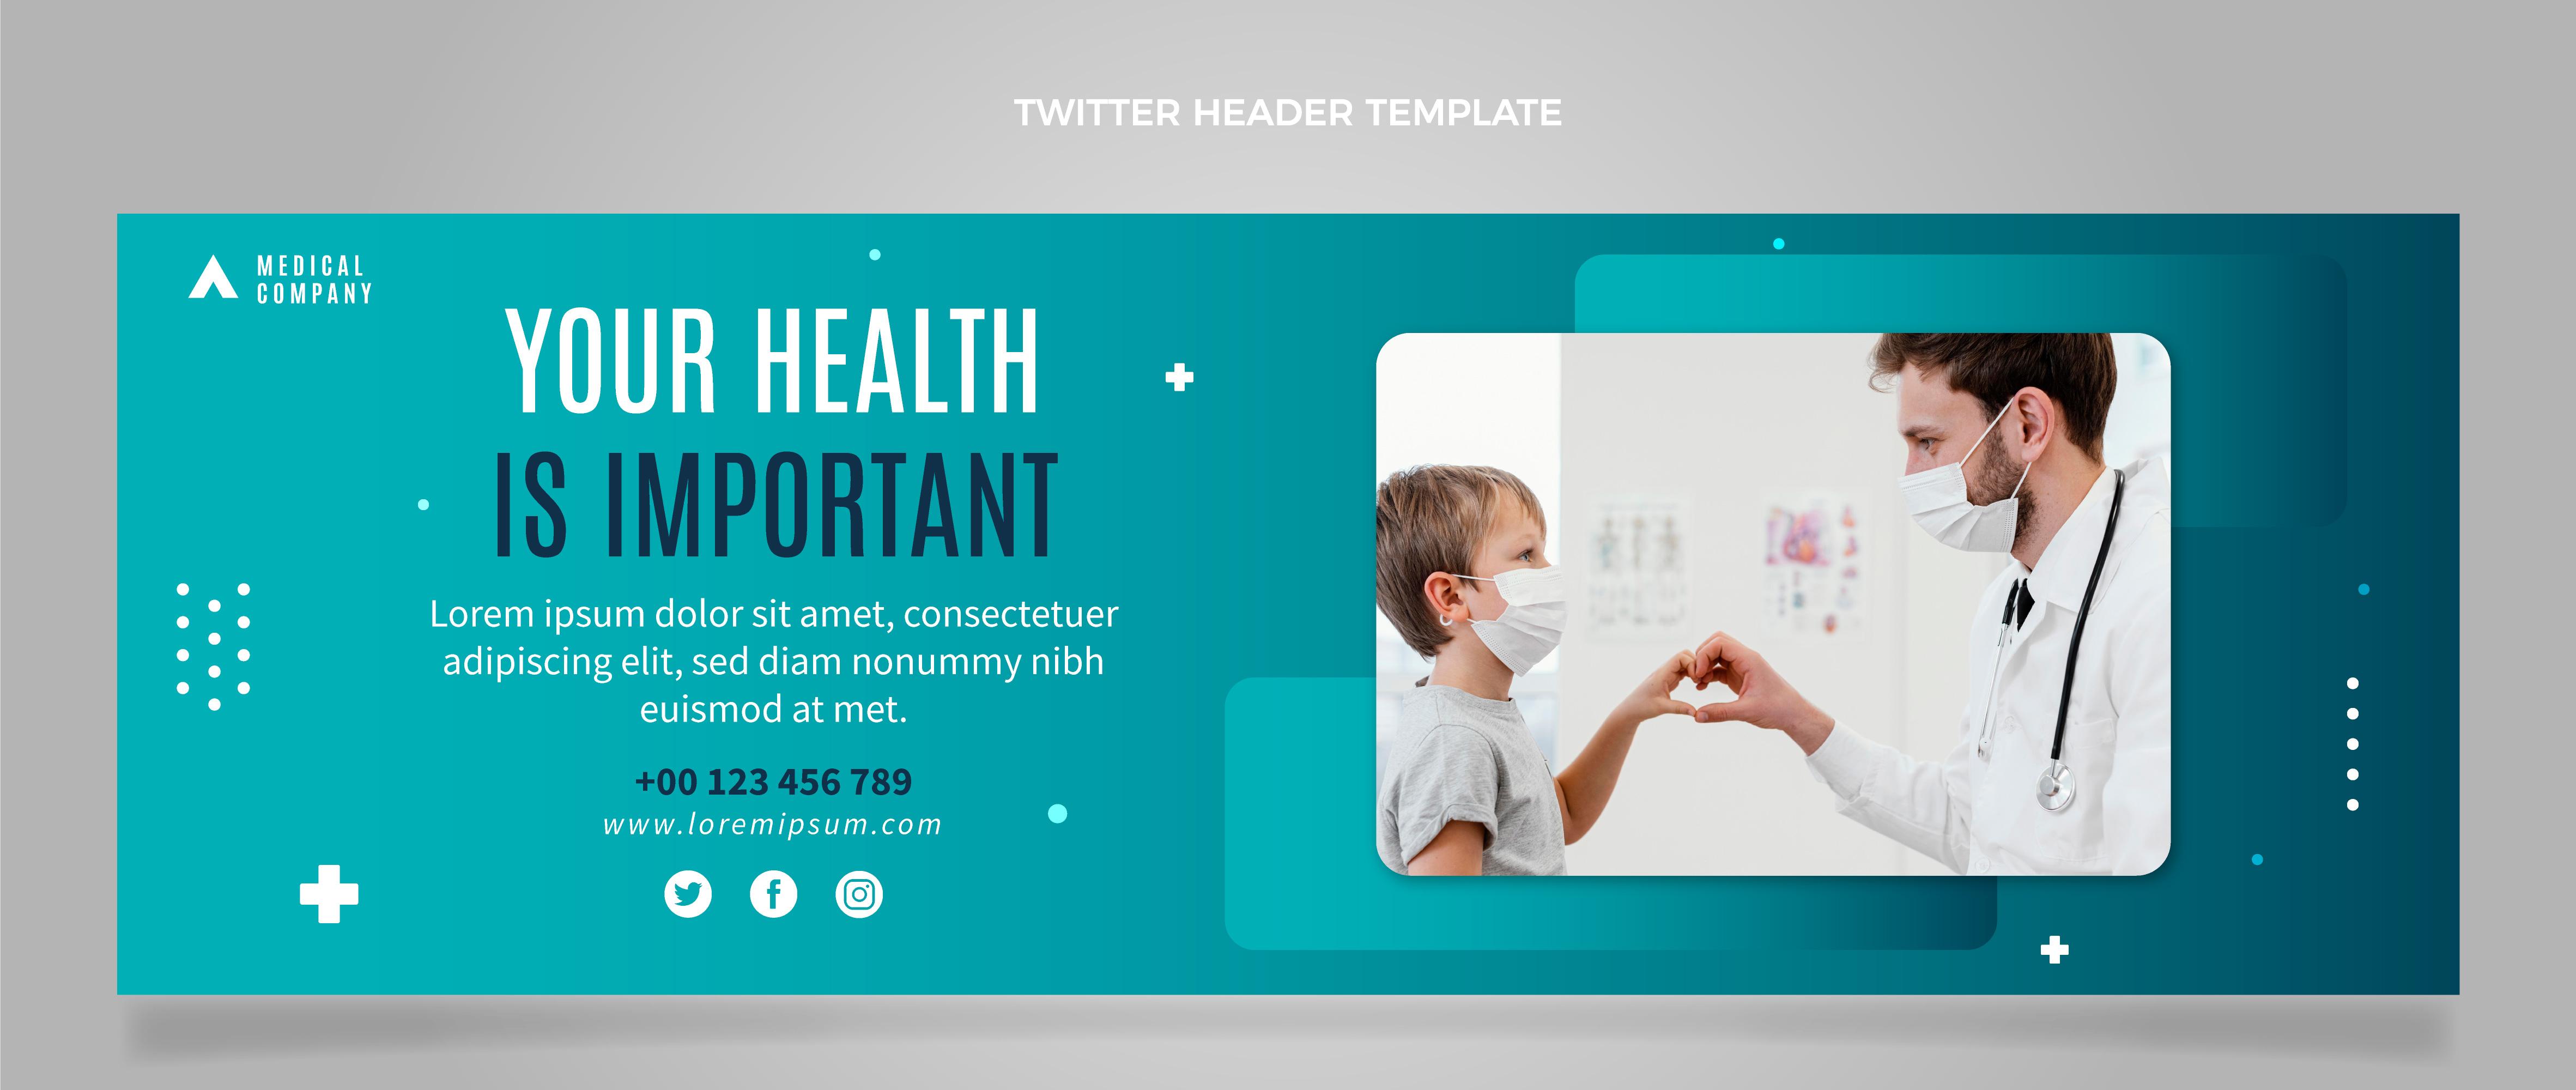 TWITTER HEADER TEMPLATE
MEDICAL
COMPANY
YOUR HEALTH
IS IMPORTANT
Lorem ipsum dolor sit amet, consectetuer
adipiscing elit, sed diam nonummy nibh
euismod at met.
+00 123 456 789
www.loremipsum.com